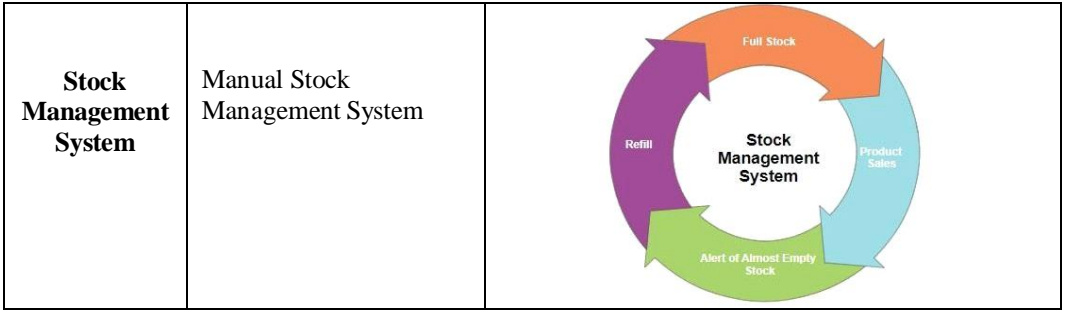 Stock
Management
System
Manual Stock
Management System
Full Stock
Refill
Stock
Management
System
Product
Sales
Alert of Almost Empty
Stock